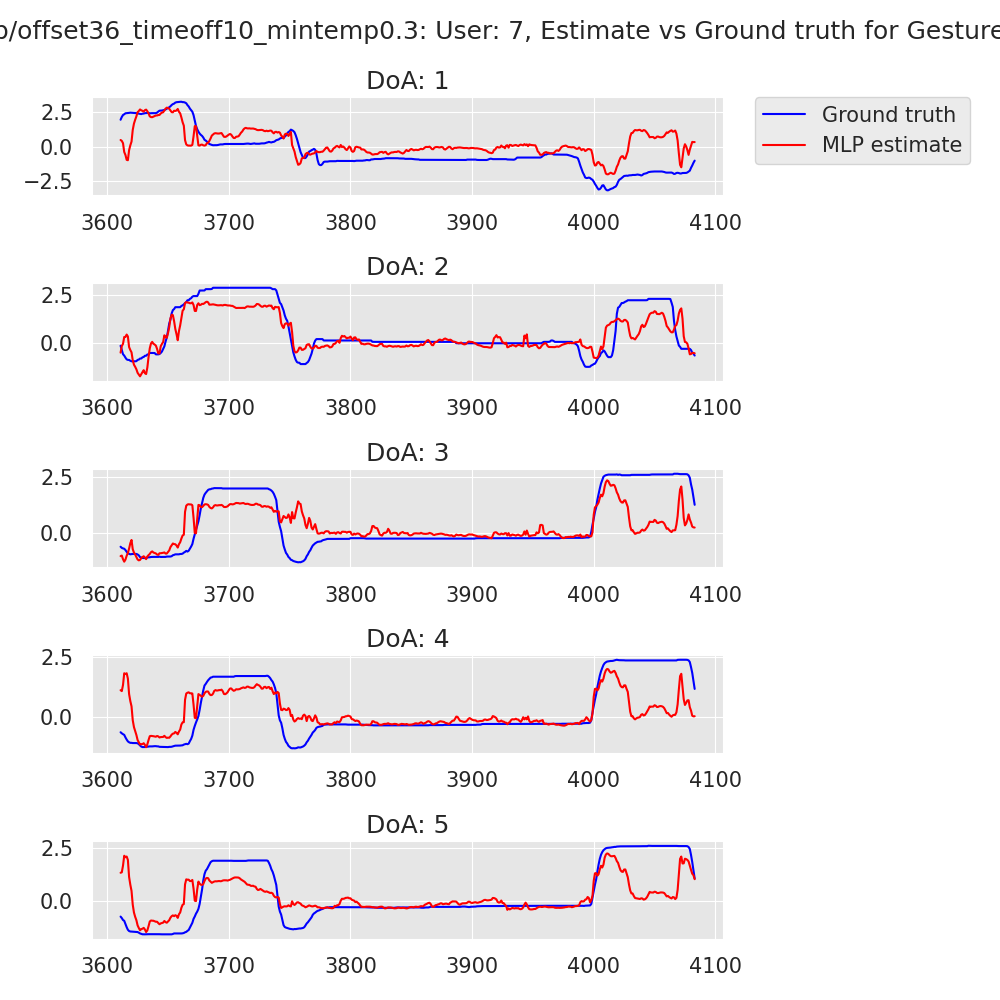 o/offset36_timeoff10_mintemp0.3: User: 7, Estimate vs Ground truth for Gesture
DoA: 1
Ground truth
MLP estimate
2.5
0.0
−2.5
3600 3700 3800 3900 4000 4100
DoA: 2
2.5
0.0
3600 3700 3800 3900 4000 4100
DoA: 3
2.5
0.0
3600 3700 3800 3900 4000 4100
DoA: 4
2.5
0.0
3600 3700 3800 3900 4000 4100
DoA: 5
2.5
0.0
3600 3700 3800 3900 4000 4100